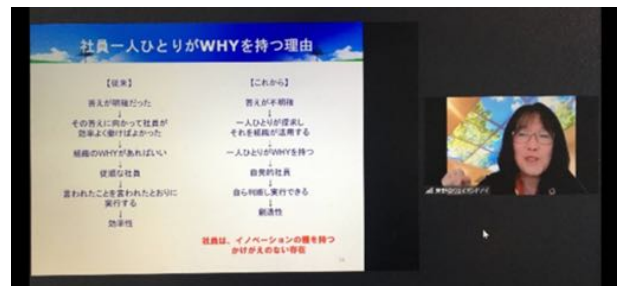 社員一人ひとりがWHYを持つ理由
【従来】
答えが明確だった
↓
その答えに向かって社員が
効率よく働けばよかった
↓
組織のWHYがあればいい
↓
従順な社員
↓
言われたことを言われたとおりに
実行する
↓
効率性
【これから】
答えが不明確
↓
一人ひとりが探求し
それを組織が活用する
↓
一人ひとりがWHYを持つ
↓
自発的社員
↓
自ら判断し実行できる
↓
創造性
社員は、イノベーションの種を持つ
かけがえのない存在